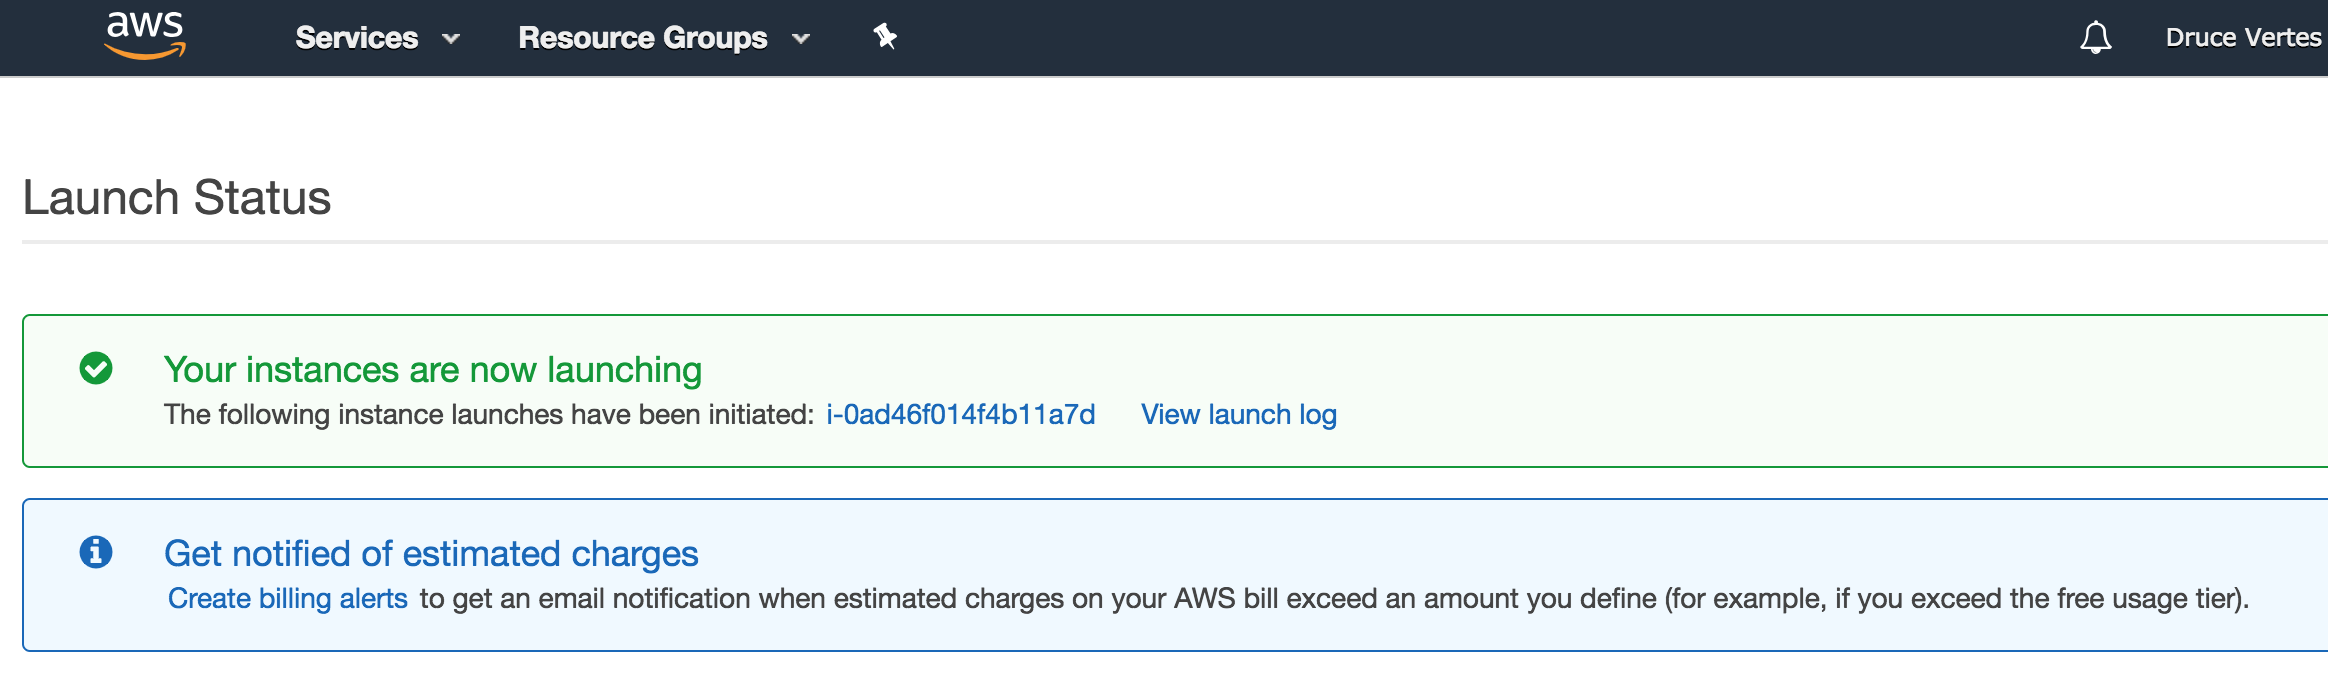 aws Services Resource Groups Druce Vertes
Launch Status
Your instances are now launching
The following instance launches have been initiated: i-0ad46f014f4b11a7d View launch log
Get notified of estimated charges
Create billing alerts to get an email notification when estimated charges on your AWS bill exceed an amount you define (for example, if you exceed the free usage tier).